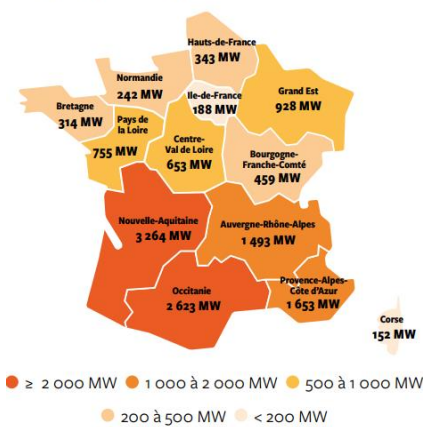 Hauts-de-France
343 MW
Normandie
242 MW
Ile-de-France
188 MW
Grand Est
928 MW
Bretagne
314 MW
Pays de
la Loire
755 MW
Centre-
Val de Loire
653 MW
Bourgogne-
Franche-Comté
459 MW
Nouvelle-Aquitaine
3 264 MW
Auvergne-Rhône-Alpes
1 493 MW
Occitanie
2 623 MW
Provence-Alpes-
Côte d'Azur
1 653 MW
Corse
152 MW
≥ 2 000 MW
1 000 à 2 000 MW
500 à 1 000 MW
200 à 500 MW
< 200 MW